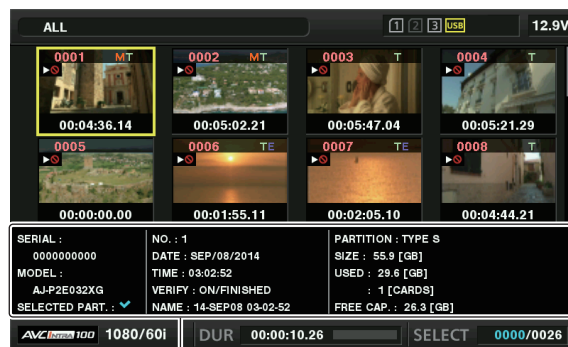 ALL 1 2 3 USB 12.9V
0001 MT 0002 MT 0003 T 0004 T
00:04:36.14 00:05:02.21 00:05:47.04 00:05:21.29
0005 0006 TE 0007 TE 0008 T
00:00:00.00 00:01:55.11 00:02:05.10 00:04:44.21
SERIAL :
0000000000
MODEL :
AJ-P2E032XG
SELECTED PART. :
NO. : 1
DATE : SEP/08/2014
TIME : 03:02:52
VERIFY : ON/FINISHED
NAME : 14-SEP08 03-02-52
PARTITION : TYPE S
SIZE : 55.9 [GB]
USED : 29.6 [GB]
: 1 [CARDS]
FREE CAP. : 26.3 [GB]
AVC INTRA 100 1080/60i DUR 00:00:10.26 SELECT 0000/0026